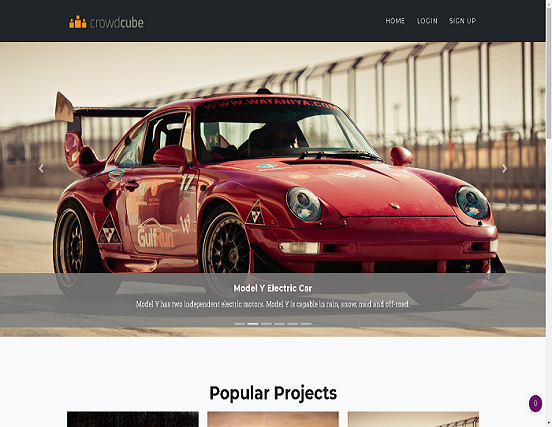 crowdcube
HOME LOGIN SIGN UP
WWW.WATANIYA.COM
17
Gulf Run
Model Y Electric Car
Model Y has two independent electric motors. Model Y is capable in rain, snow, mud and off-road.
Popular Projects
0